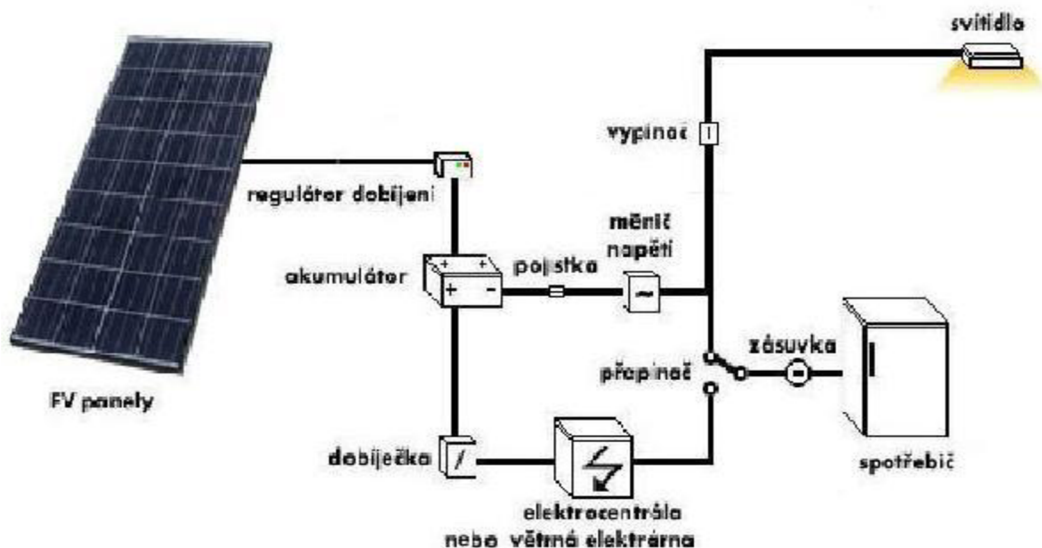 svítidlo
vypínač
regulátor dobíjení
měnič
napětí
akumulátor
pojistka
zásuvka
přepínač
FV panely
dobíječka
spotřebič
elektrocentrála
nebo větrná elektrárna